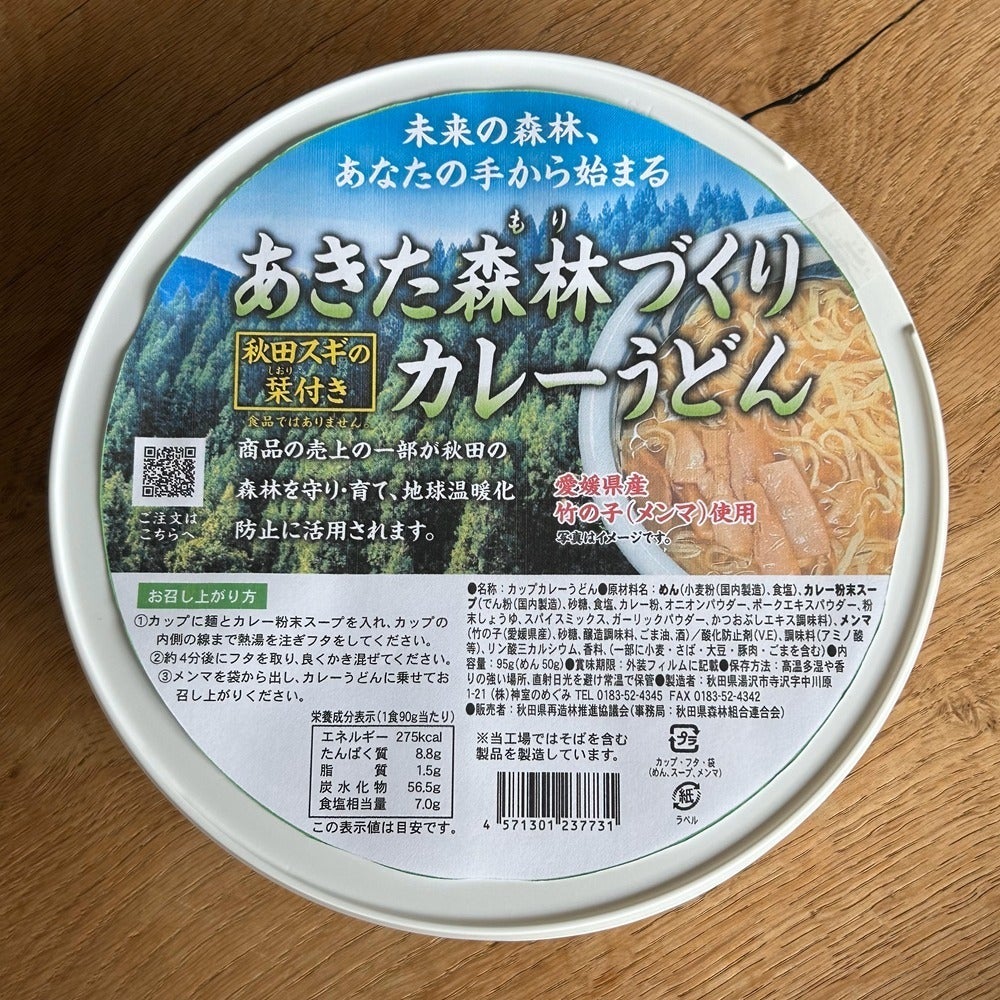 未来の森林、
あなたの手から始まる
もり
あきた森林づくり
カレーうどん
秋田スギの
しおり
栞付き
食品ではありません。
商品の売上の一部が秋田の
森林を守り・育て、地球温暖化
防止に活用されます。
ご注文は
こちらへ
愛媛県産
竹の子(メンマ)使用
写真はイメージです。
お召し上がり方
①カップに麺とカレー粉末スープを入れ、カップの
内側の線まで熱湯を注ぎフタをしてください。
②約4分後にフタを取り、良くかき混ぜてください。
③メンマを袋から出し、カレーうどんに乗せてお
召し上がりください。
栄養成分表示(1食90g当たり)
エネルギー 275kcal
たんぱく質 8.8g
脂質 1.5g
炭水化物 56.5g
食塩相当量 7.0g
この表示値は目安です。
●名称:カップカレーうどん●原材料名:めん(小麦粉(国内製造)、食塩)、カレー粉末スー
プ(でん粉(国内製造)、砂糖、食塩、カレー粉、オニオンパウダー、ポークエキスパウダー、粉
末しょうゆ、スパイスミックス、ガーリックパウダー、かつおぶしエキス調味料)、メンマ
(竹の子(愛媛県産)、砂糖、醸造調味料、ごま油、酒)/酸化防止剤(V.E)、調味料(アミノ酸
等)、リン酸三カルシウム、香料、(一部に小麦・さば・大豆・豚肉・ごまを含む)●内
容量:95g(めん50g)●賞味期限:外装フィルムに記載●保存方法:高温多湿や香
りの強い場所、直射日光を避け常温で保管●製造者:秋田県湯沢市寺沢字中川原
1-21 (株)神室のめぐみ TEL 0183-52-4345 FAX 0183-52-4342
●販売者:秋田県再造林推進協議会(事務局:秋田県森林組合連合会)
※当工場ではそばを含む
製品を製造しています。
プラ
カップ・フタ・袋
(めん、スープ、メンマ)
紙
ラベル
4 571301 237731